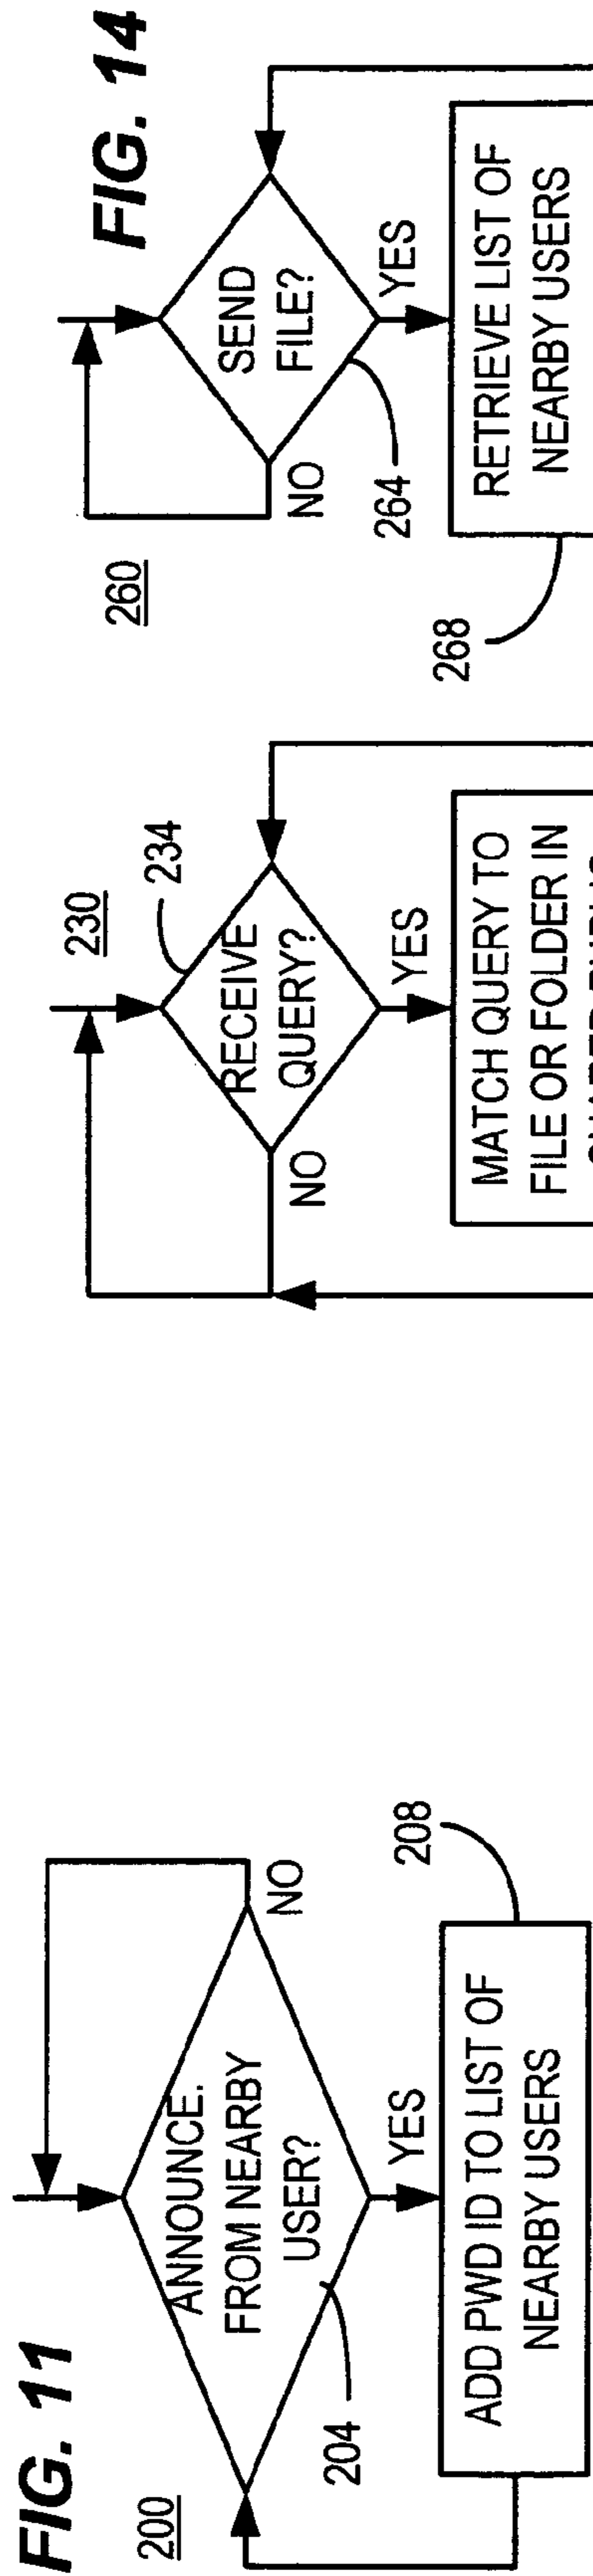 FIG. 11
200
ANNOUNCE.
FROM NEARBY
USER?
NO
204
YES
208
ADD PWD ID TO LIST OF
NEARBY USERS
230
234
RECEIVE
QUERY?
NO
YES
MATCH QUERY TO
FILE OR FOLDER IN
FIG. 14
260
SEND
FILE?
NO
264
YES
268
RETRIEVE LIST OF
NEARBY USERS